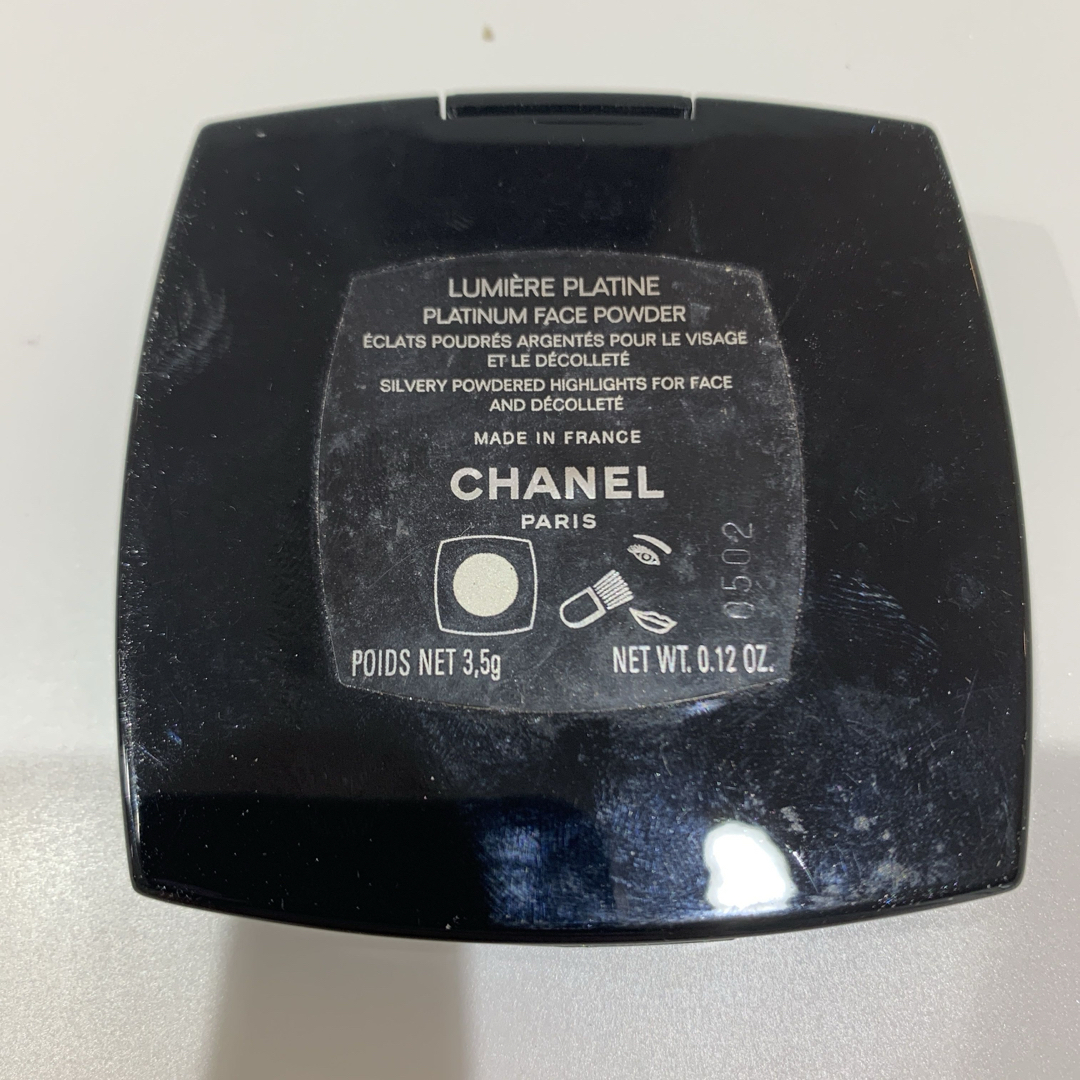 LUMIÈRE PLATINE
PLATINUM FACE POWDER
ÉCLATS POUDRÉS ARGENTÉS POUR LE VISAGE
ET LE DÉCOLLETÉ
SILVERY POWDERED HIGHLIGHTS FOR FACE
AND DÉCOLLETÉ
MADE IN FRANCE
CHANEL
PARIS
0502
POIDS NET 3,5g
NET WT. 0.12 OZ.